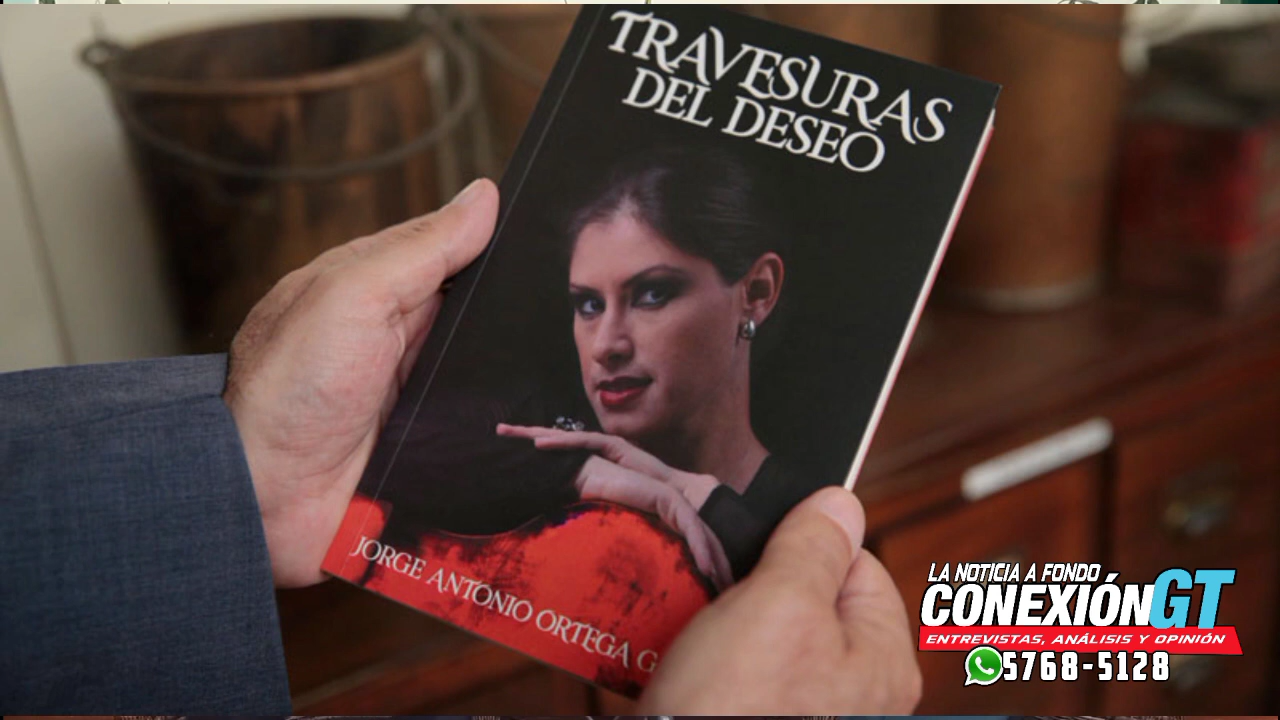 TRAVESURAS
DEL DESEO
JORGE ANTONIO ORTEGA G
LA NOTICIA A FONDO
CONEXIÓNGT
ENTREVISTAS, ANÁLISIS Y OPINIÓN
5768-5128